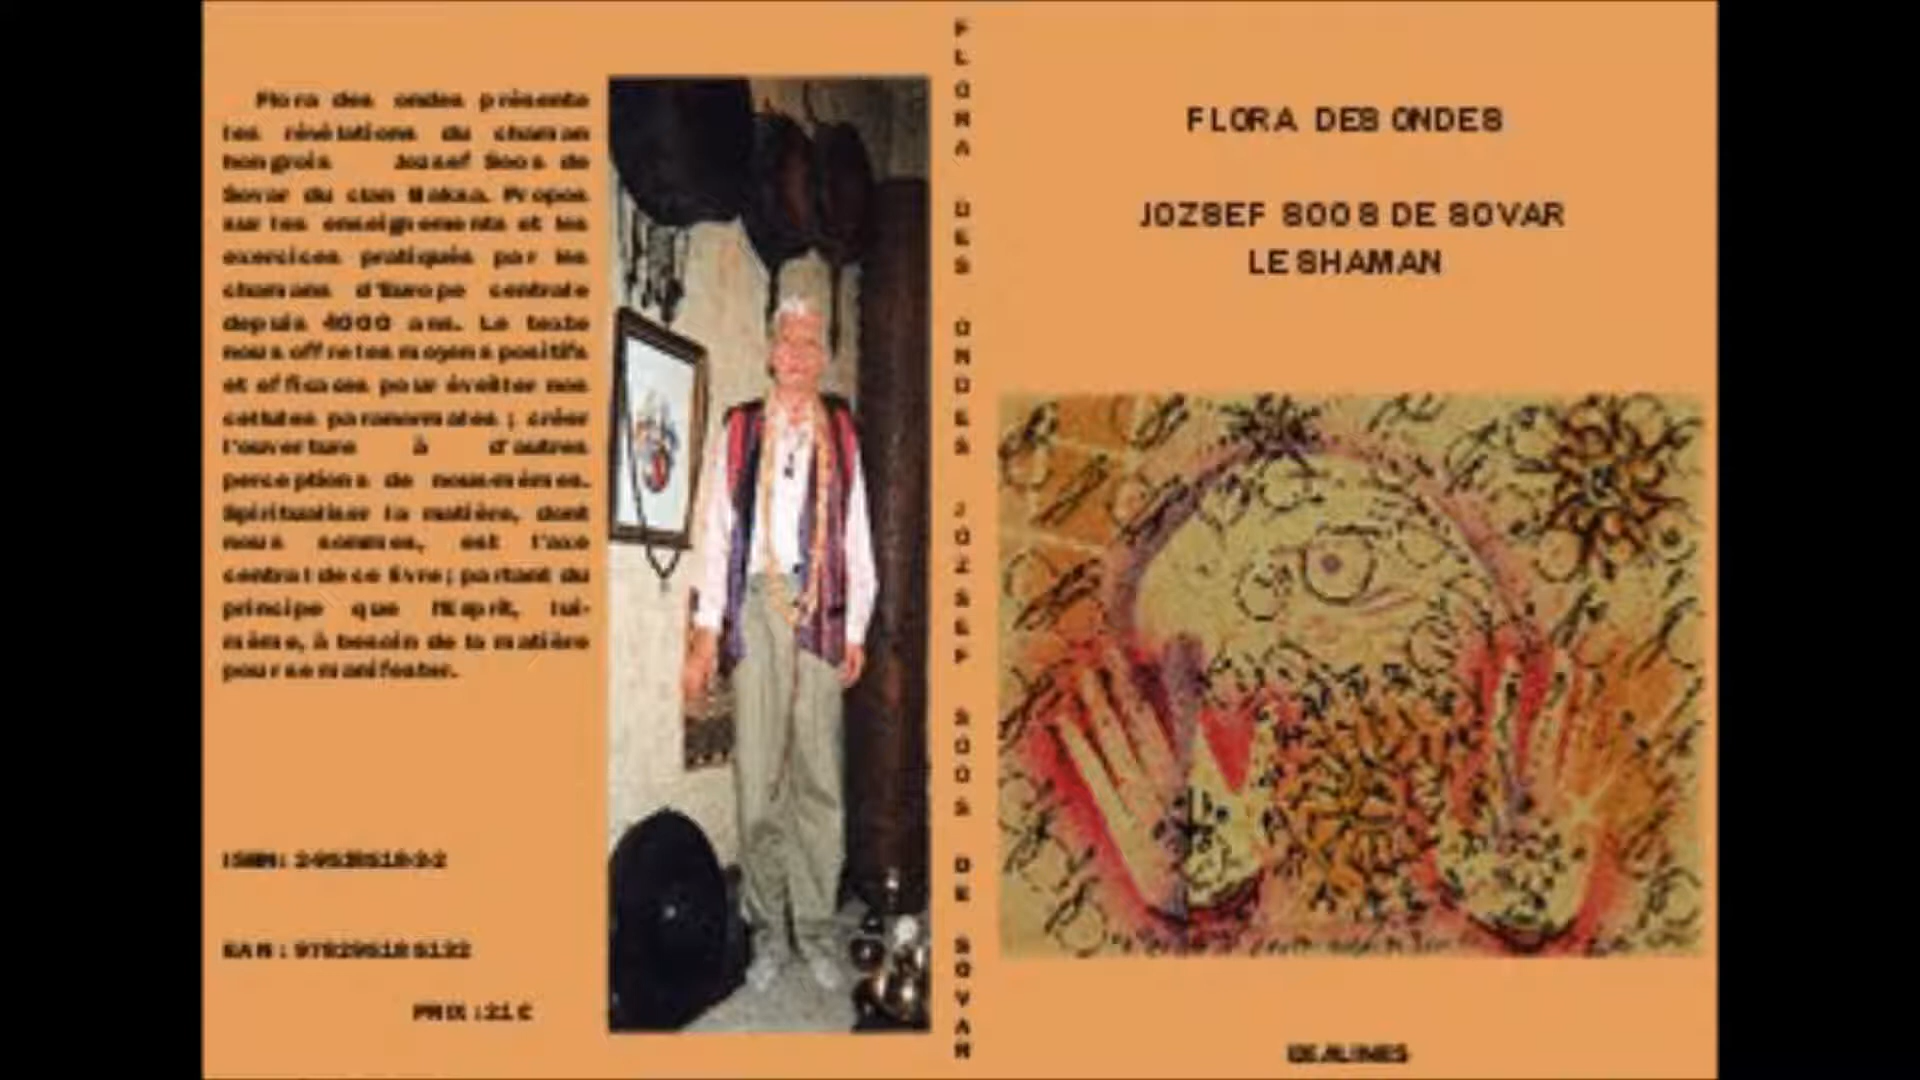 Flora des ondes présente
les révélations du chaman
hongrois Jozsef Soos de
Sovar du clan Baksa. Propos
sur les enseignements et les
exercices pratiqués par les
chamans d'Europe centrale
depuis 4000 ans. Le texte
nous offre les moyens positifs
et efficaces pour éveiller nos
cellules paranormales ; créer
l'ouverture à d'autres
perceptions de nous-mêmes.
Spiritualiser la matière, dont
nous sommes, est l'axe
central de ce livre ; partant du
principe que l'Esprit, lui-
même, à besoin de la matière
pour se manifester.
ISBN :
EAN :
PRIX : 21 €
FLORA DES ONDES JOZSEF SOOS DE SOVAR
FLORA DES ONDES
JOZSEF SOOS DE SOVAR
LE SHAMAN